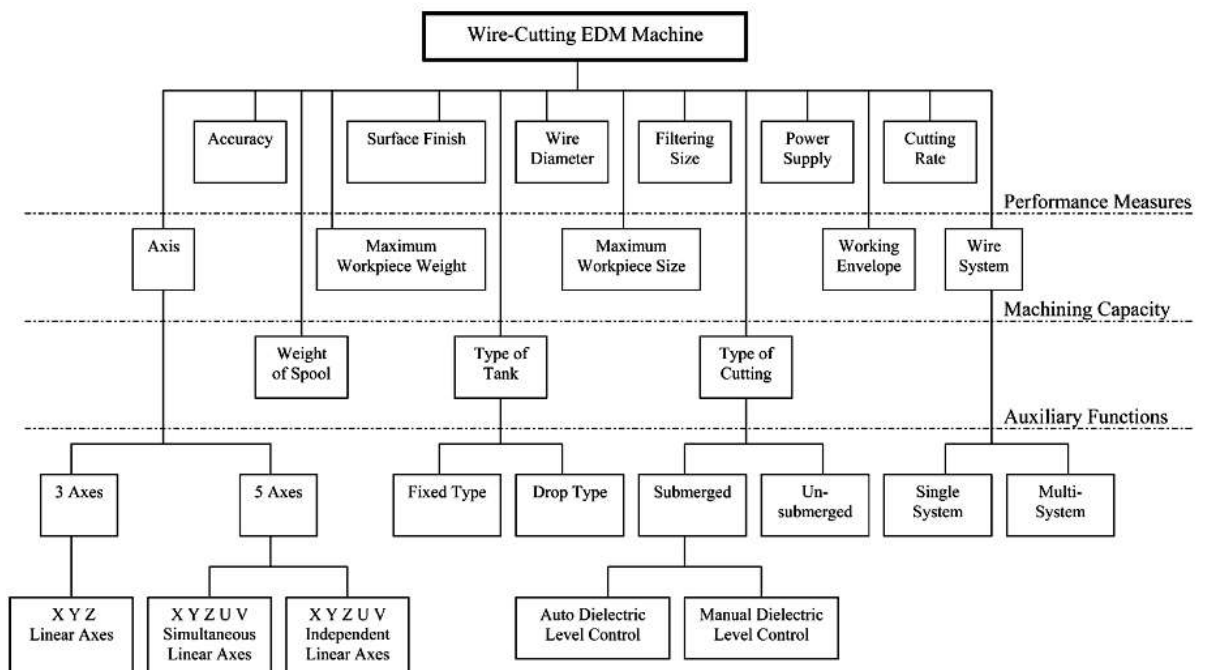 Wire-Cutting EDM Machine
Accuracy
Surface Finish
Wire
Diameter
Filtering
Size
Power
Supply
Cutting
Rate
Performance Measures
Axis
Maximum
Workpiece Weight
Maximum
Workpiece Size
Working
Envelope
Wire
System
Machining Capacity
Weight
of Spool
Type of
Tank
Type of
Cutting
Auxiliary Functions
3 Axes
5 Axes
Fixed Type
Drop Type
Submerged
Un-
submerged
Single
System
Multi-
System
X Y Z
Linear Axes
X Y Z U V
Simultaneous
Linear Axes
X Y Z U V
Independent
Linear Axes
Auto Dielectric
Level Control
Manual Dielectric
Level Control